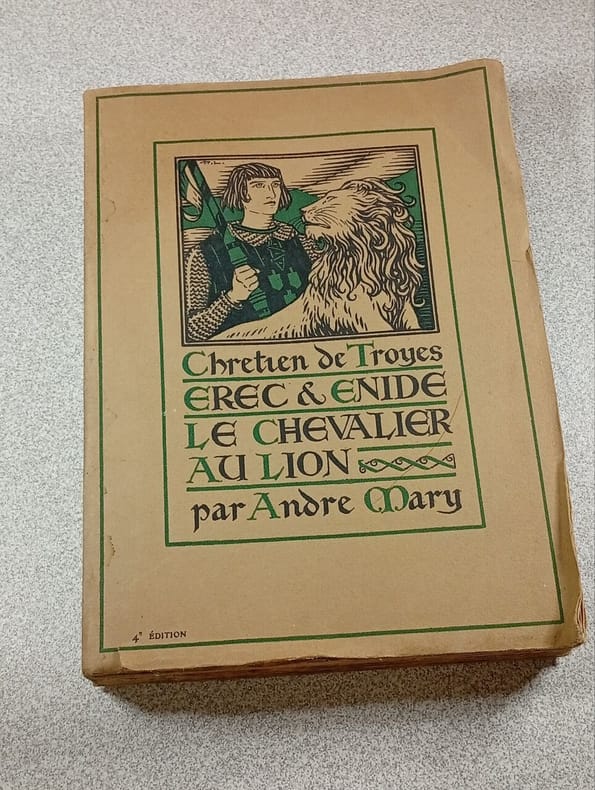 Chretien de Troyes
EREC & ENIDE
LE CHEVALIER
AU LION
par Andre Mary
4ᵉ ÉDITION